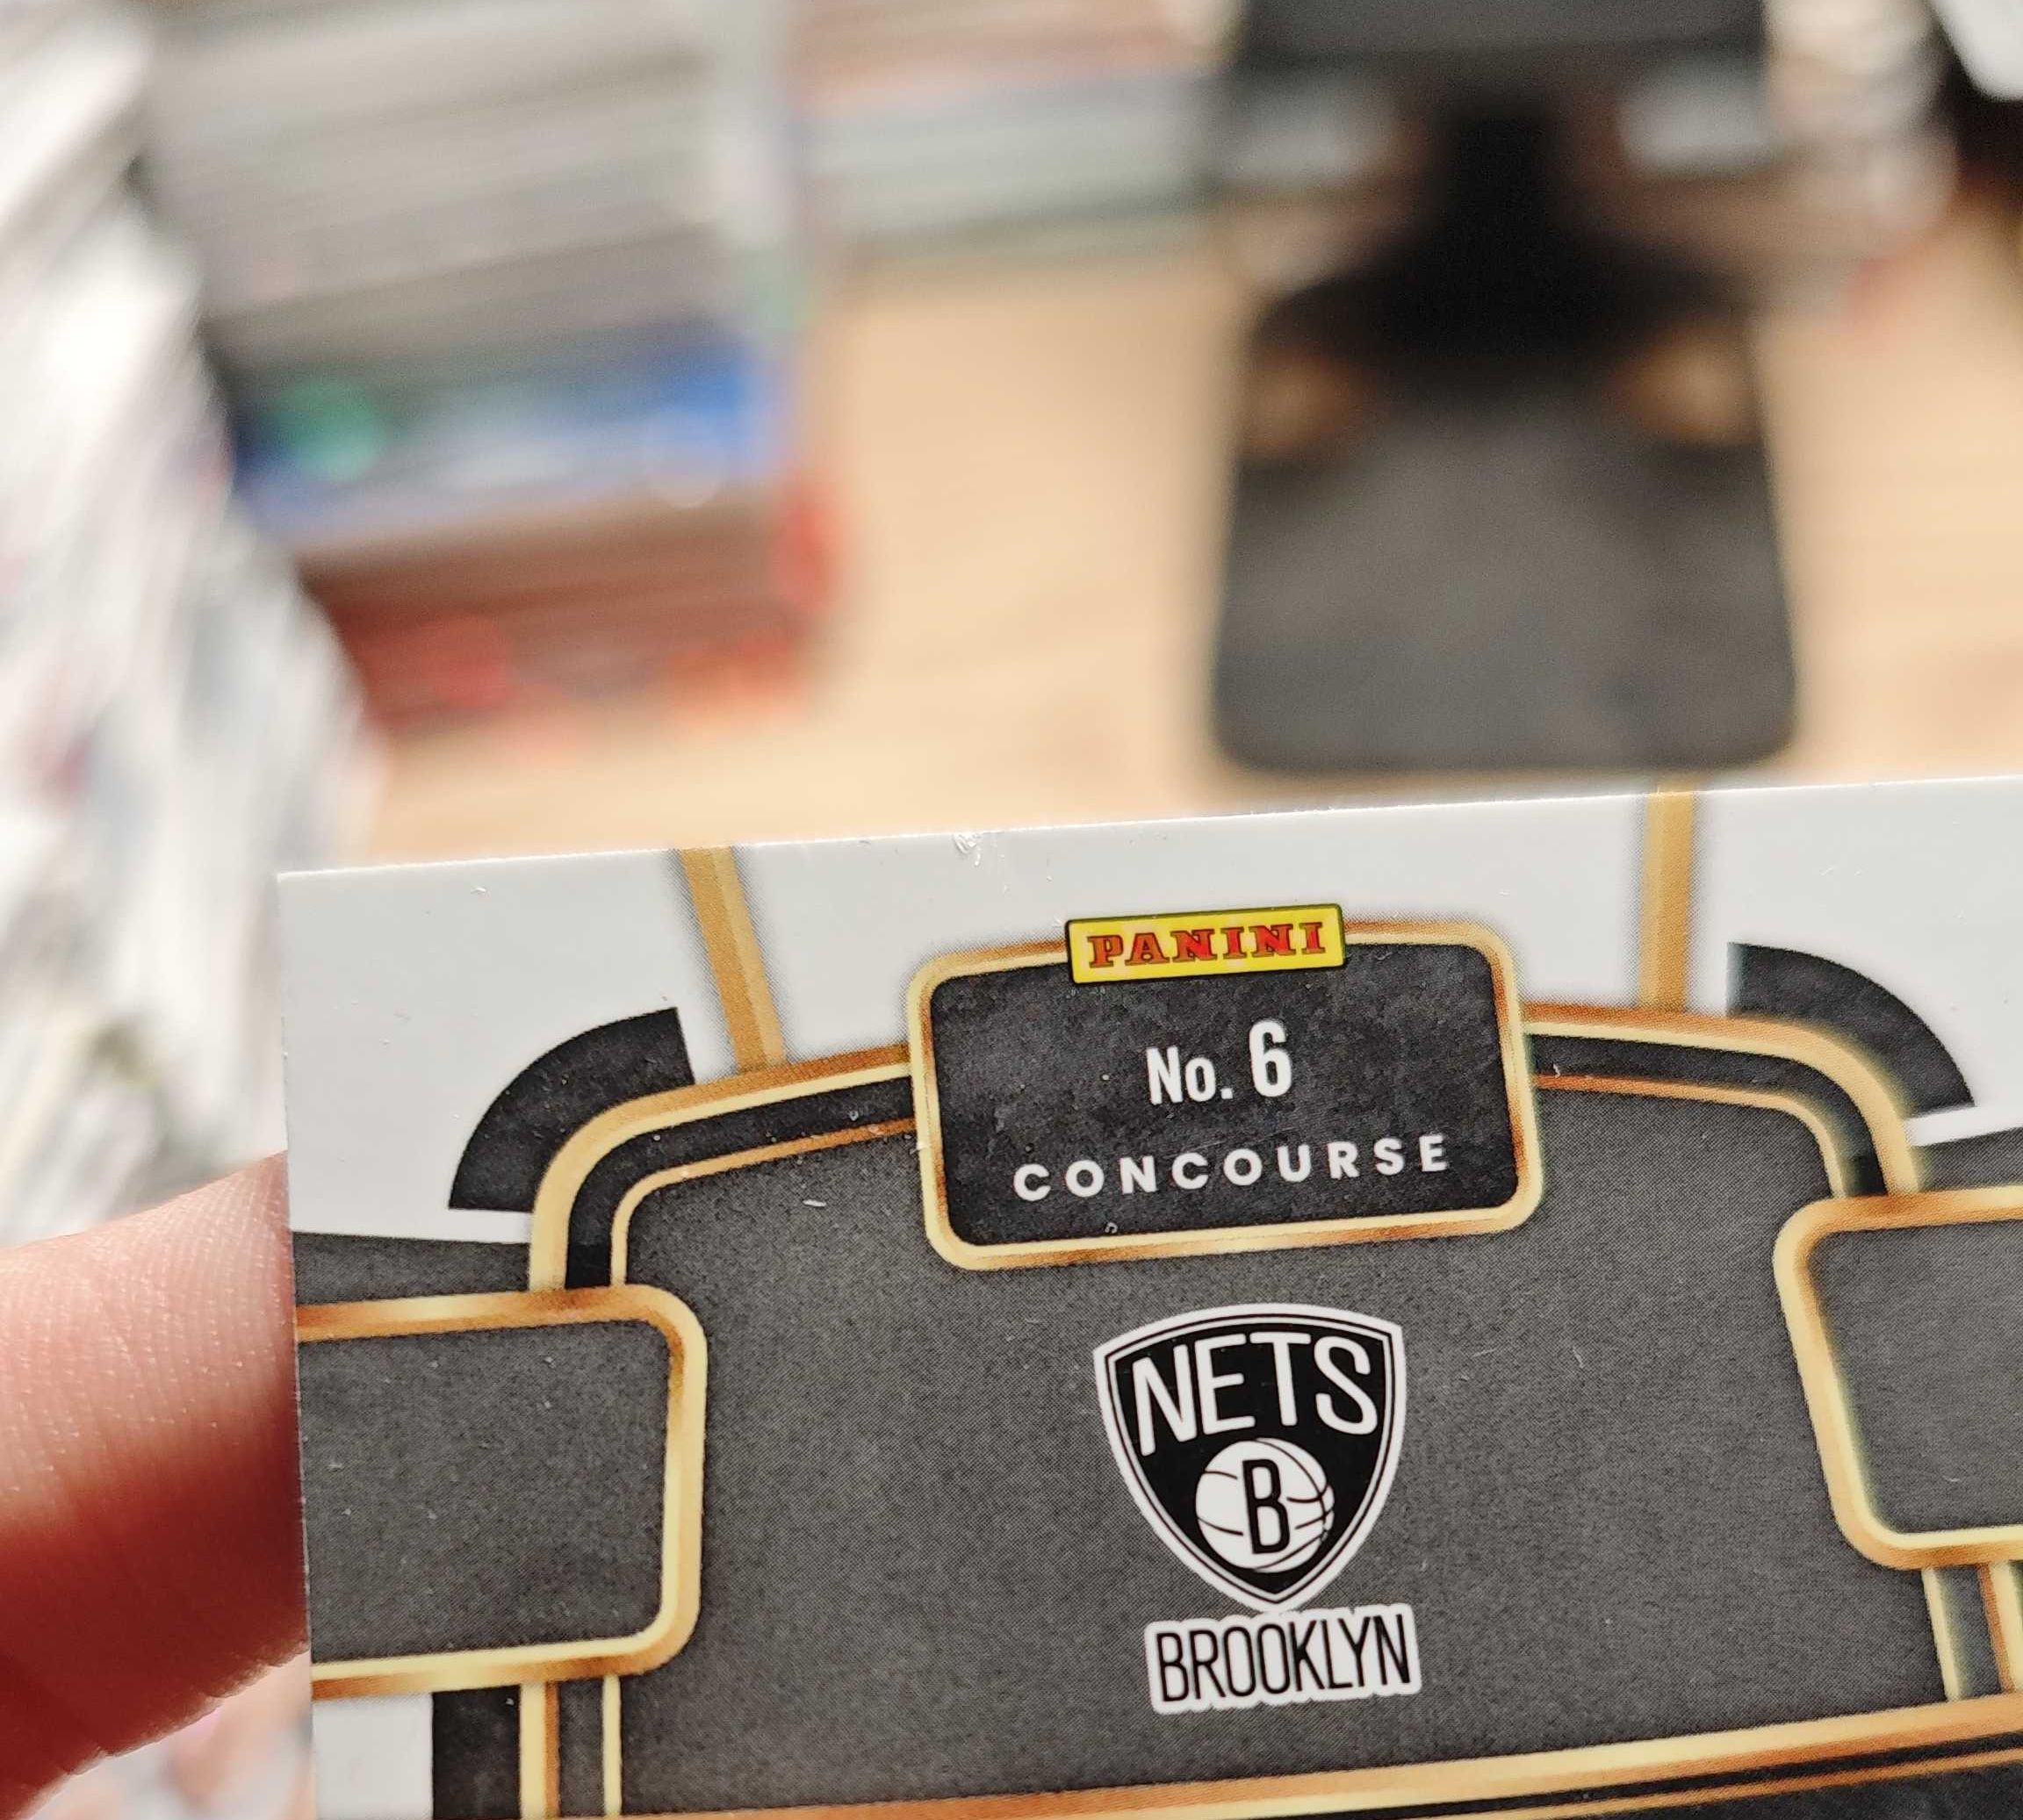 PANINI
No. 6
CONCOURSE
NETS
B
BROOKLYN